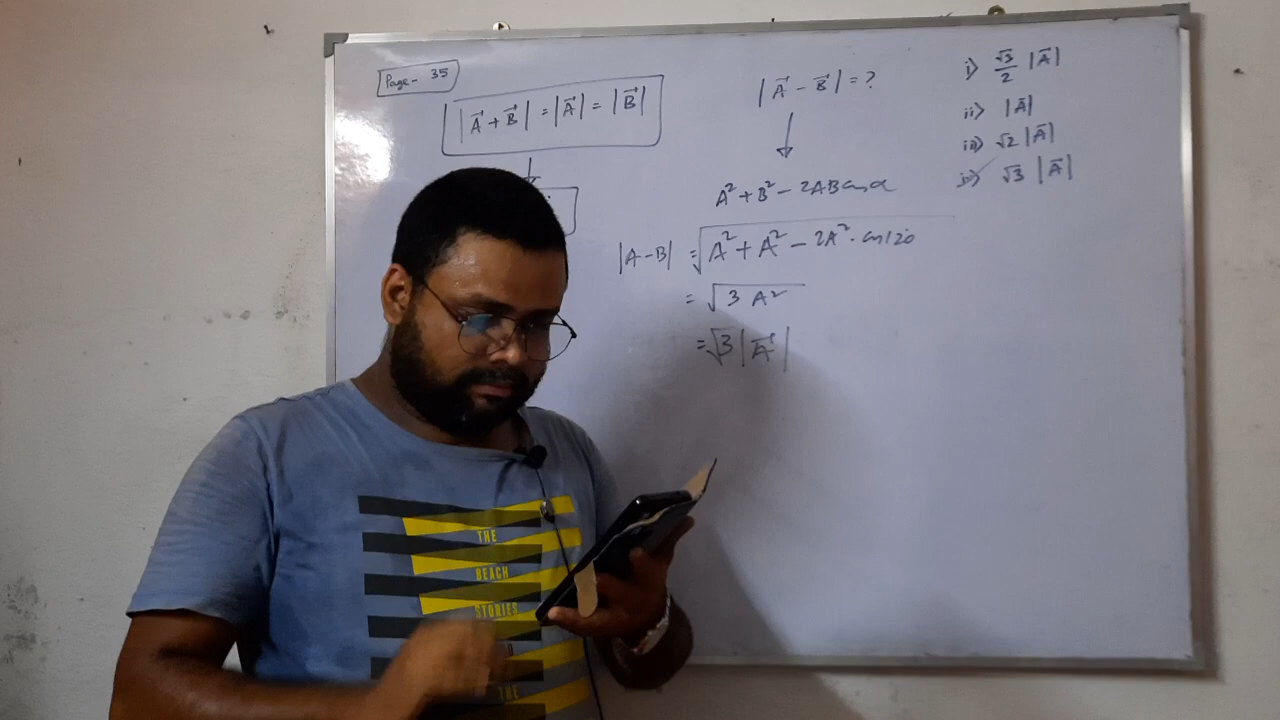 Page - 35
|A⃗ + B⃗| = |A⃗| = |B⃗|
|A⃗ - B⃗| = ?
A² + B² - 2AB cos α
|A - B| = √(A² + A² - 2A² · cos 120)
= √(3 A²)
= √3 |A⃗|
i) √3/2 |A⃗|
ii) |A⃗|
iii) √2 |A⃗|
iv) √3 |A⃗|
THE
BEACH
STORIES
THE